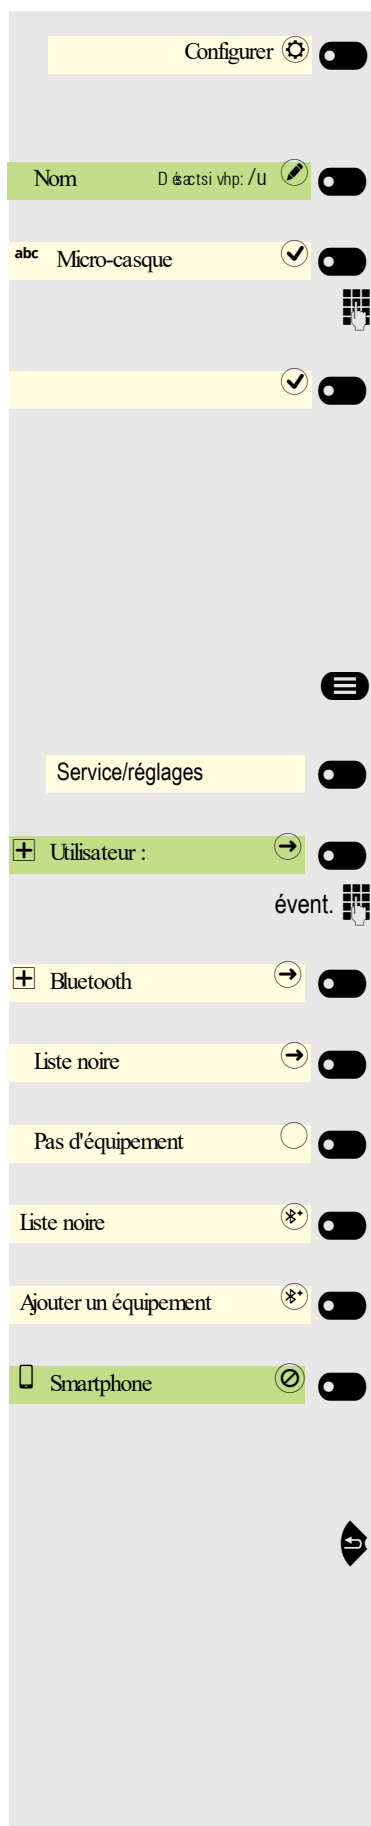 Configurer
Nom
abc Micro-casque
Service/réglages
Utilisateur :
évent.
Bluetooth
Liste noire
Pas d'équipement
Liste noire
Ajouter un équipement
Smartphone